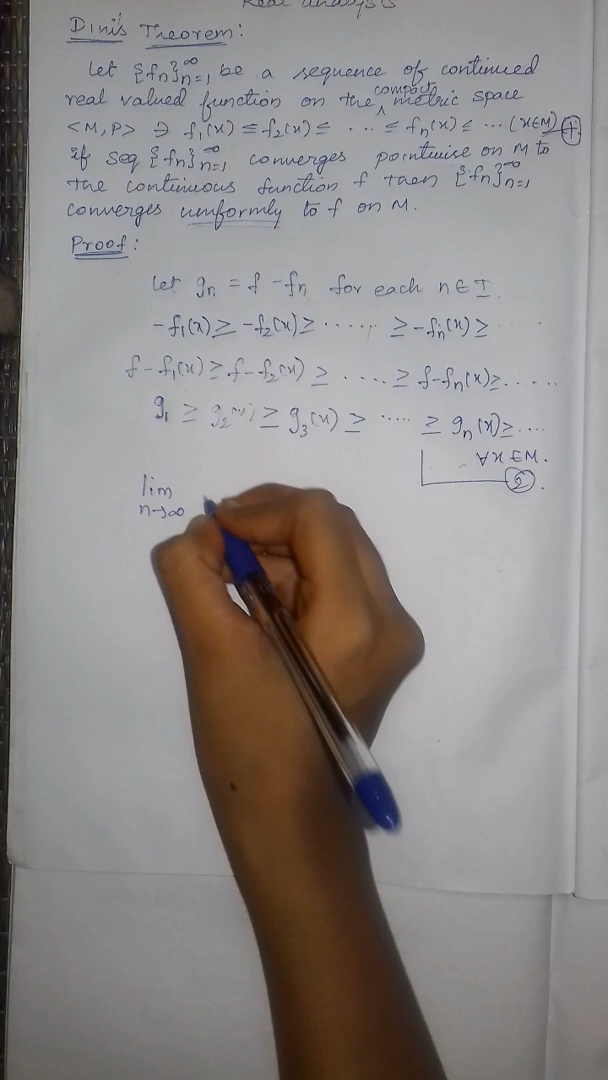 Real analysis
Dini's Theorem:
Let {fn}∞n=1 be a sequence of continued
real valued function on the compact metric space
<M, P> ∋ f1(x) ≤ f2(x) ≤ ... ≤ fn(x) ≤ ... (x∈M)
if seq {fn}∞n=1 converges pointwise on M to
the continuous function f then {fn}∞n=1
converges uniformly to f on M.
Proof:
Let gn = f - fn for each n ∈ I.
-f1(x) ≥ -f2(x) ≥ ...... ≥ -fn(x) ≥ .....
f - f1(x) ≥ f - f2(x) ≥ ..... ≥ f - fn(x) ≥ .....
g1 ≥ g2(x) ≥ g3(x) ≥ ..... ≥ gn(x) ≥ ....
∀ x ∈ M.
②.
lim
n→∞